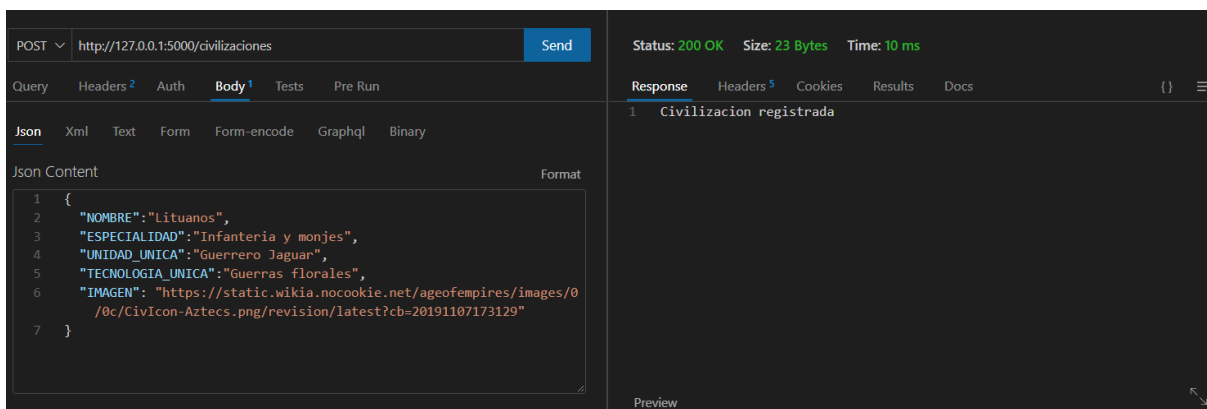 POST http://127.0.0.1:5000/civilizaciones Send
Query Headers 2 Auth Body 1 Tests Pre Run
Json Xml Text Form Form-encode Graphql Binary
Json Content Format
1 {
2 "NOMBRE":"Lituanos",
3 "ESPECIALIDAD":"Infanteria y monjes",
4 "UNIDAD_UNICA":"Guerrero Jaguar",
5 "TECNOLOGIA_UNICA":"Guerras florales",
6 "IMAGEN": "https://static.wikia.nocookie.net/ageofempires/images/0
/0c/CivIcon-Aztecs.png/revision/latest?cb=20191107173129"
7 }
Status: 200 OK Size: 23 Bytes Time: 10 ms
Response Headers 5 Cookies Results Docs {}
1 Civilizacion registrada
Preview